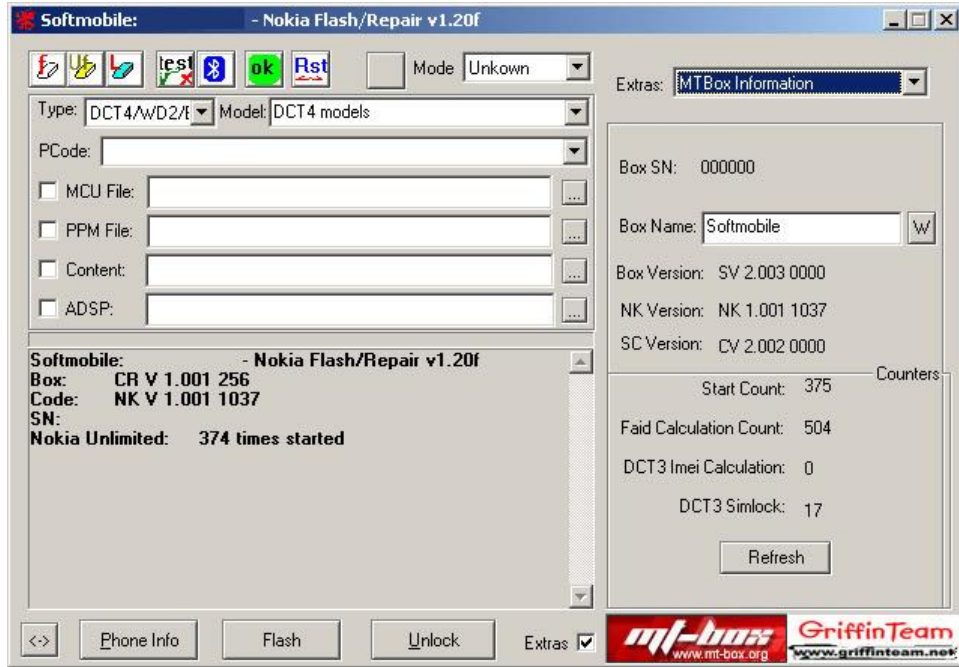 Softmobile: - Nokia Flash/Repair v1.20f
f Uf test ok Rst Mode Unkown
Extras: MTBox Information
Type: DCT4/WD2/ Model: DCT4 models
PCode:
MCU File: ...
PPM File: ...
Content: ...
ADSP: ...
Box SN: 000000
Box Name: Softmobile W
Box Version: SV 2.003 0000
NK Version: NK 1.001 1037
SC Version: CV 2.002 0000
Counters
Start Count: 375
Faid Calculation Count: 504
DCT3 Imei Calculation: 0
DCT3 Simlock: 17
Refresh
Softmobile: - Nokia Flash/Repair v1.20f
Box: CR V 1.001 256
Code: NK V 1.001 1037
SN:
Nokia Unlimited: 374 times started
<-> Phone Info Flash Unlock Extras
mt-box
www.mt-box.org
GriffinTeam
www.griffinteam.net